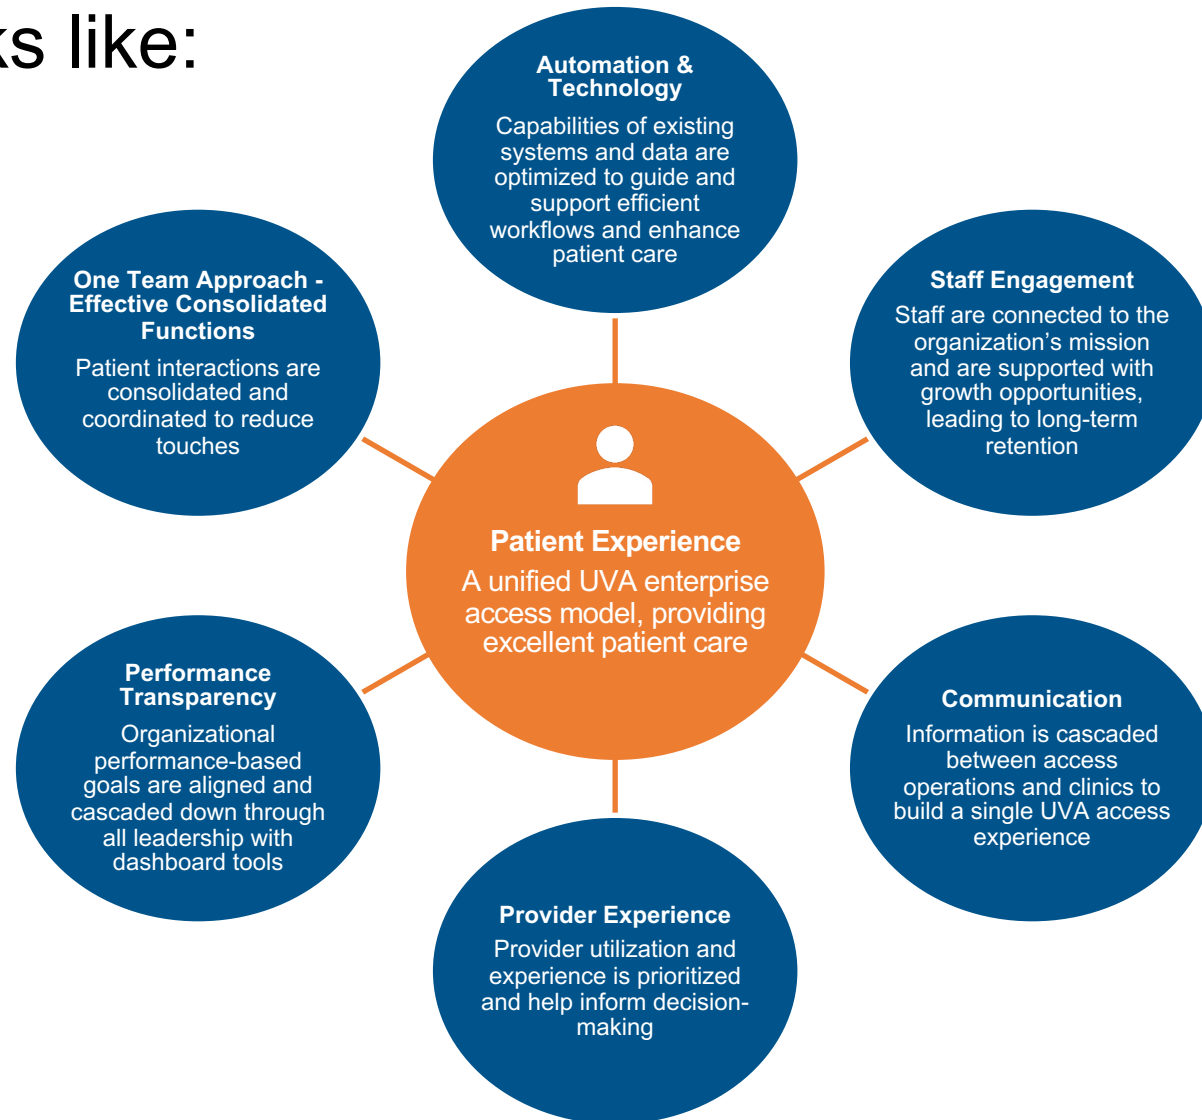 ks like:
Automation &
Technology
Capabilities of existing
systems and data are
optimized to guide and
support efficient
workflows and enhance
patient care
One Team Approach -
Effective Consolidated
Functions
Patient interactions are
consolidated and
coordinated to reduce
touches
Staff Engagement
Staff are connected to the
organization’s mission
and are supported with
growth opportunities,
leading to long-term
retention
Patient Experience
A unified UVA enterprise
access model, providing
excellent patient care
Performance
Transparency
Organizational
performance-based
goals are aligned and
cascaded down through
all leadership with
dashboard tools
Communication
Information is cascaded
between access
operations and clinics to
build a single UVA access
experience
Provider Experience
Provider utilization and
experience is prioritized
and help inform decision-
making